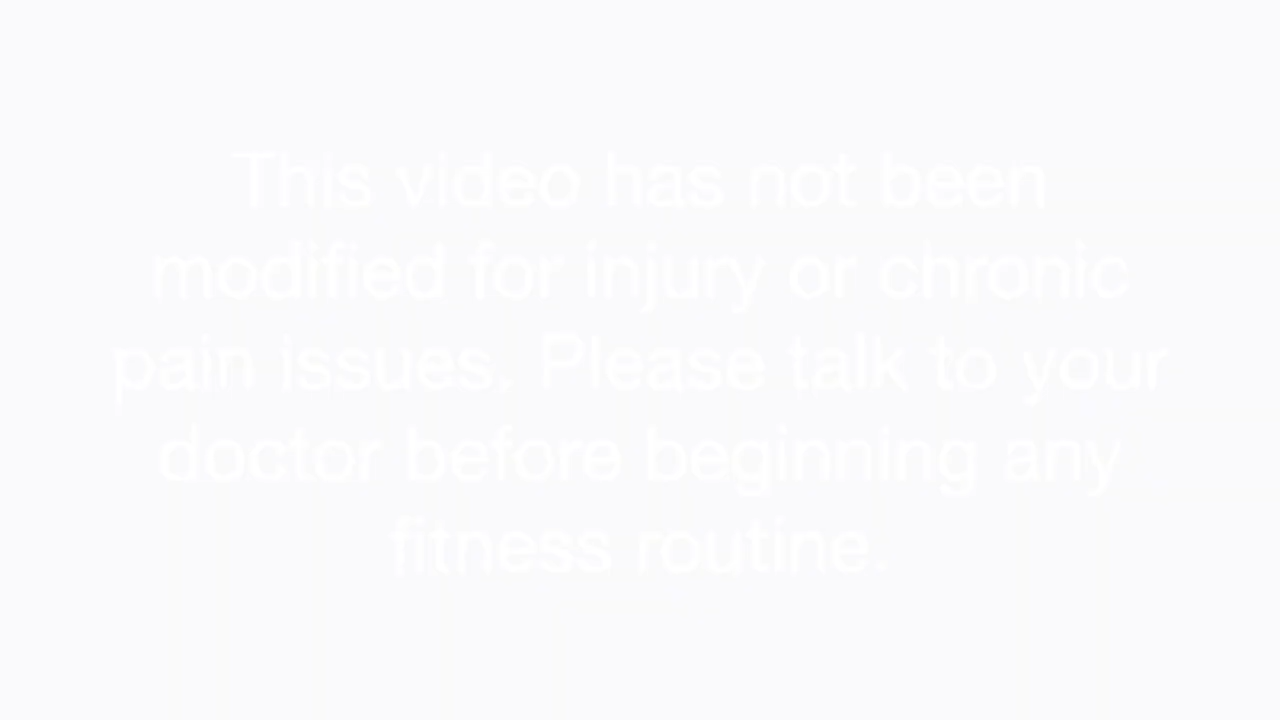 This video has not been
modified for injury or chronic
pain issues. Please talk to your
doctor before beginning any
fitness routine.